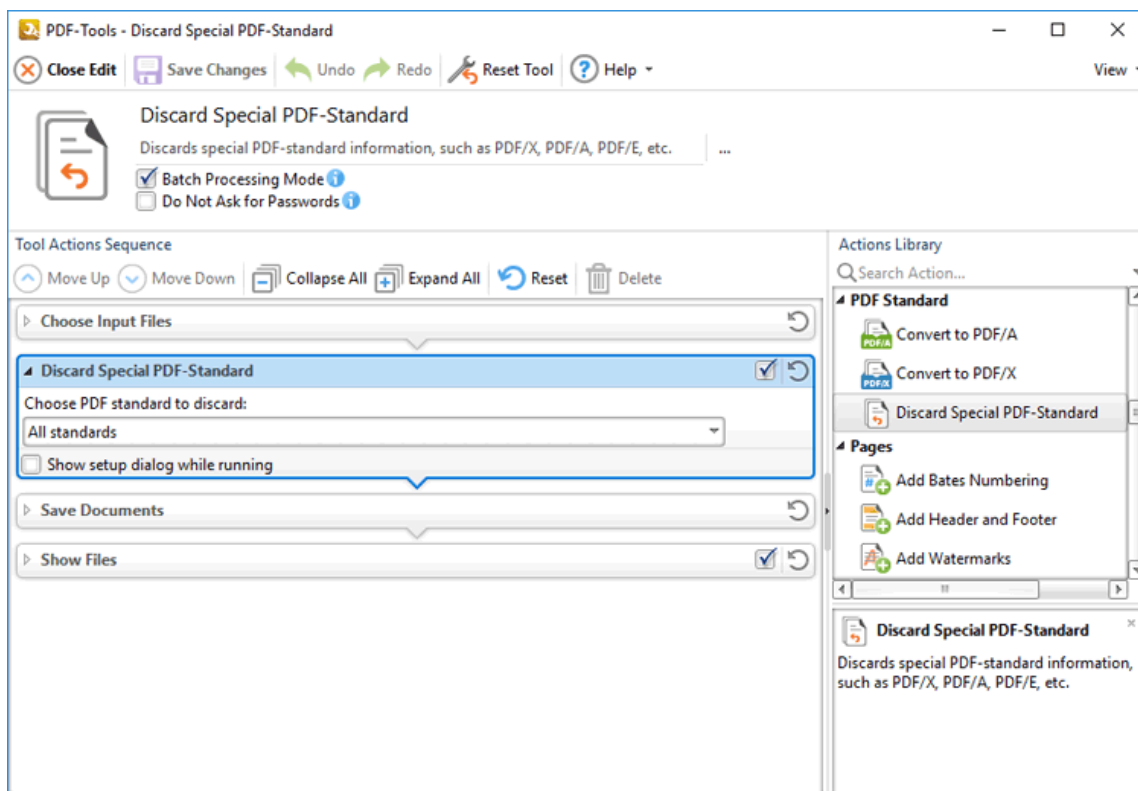 PDF-Tools - Discard Special PDF-Standard
Close Edit Save Changes Undo Redo Reset Tool ? Help View
Discard Special PDF-Standard
Discards special PDF-standard information, such as PDF/X, PDF/A, PDF/E, etc. ...
Batch Processing Mode i
Do Not Ask for Passwords i
Tool Actions Sequence
Move Up Move Down Collapse All Expand All Reset Delete
Choose Input Files
Discard Special PDF-Standard
Choose PDF standard to discard:
All standards
Show setup dialog while running
Save Documents
Show Files
Actions Library
Search Action...
PDF Standard
PDF/A Convert to PDF/A
PDF/X Convert to PDF/X
Discard Special PDF-Standard
Pages
# Add Bates Numbering
Add Header and Footer
A Add Watermarks
Discard Special PDF-Standard
Discards special PDF-standard information,
such as PDF/X, PDF/A, PDF/E, etc.